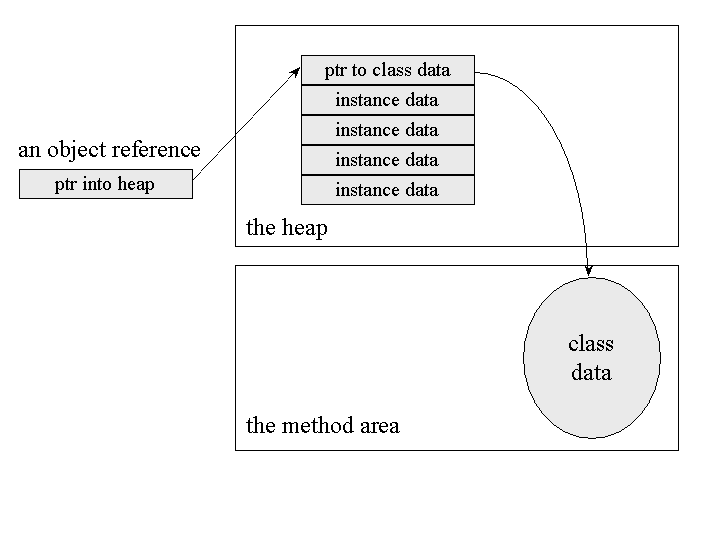 an object reference
ptr into heap
ptr to class data
instance data
instance data
instance data
instance data
the heap
class
data
the method area